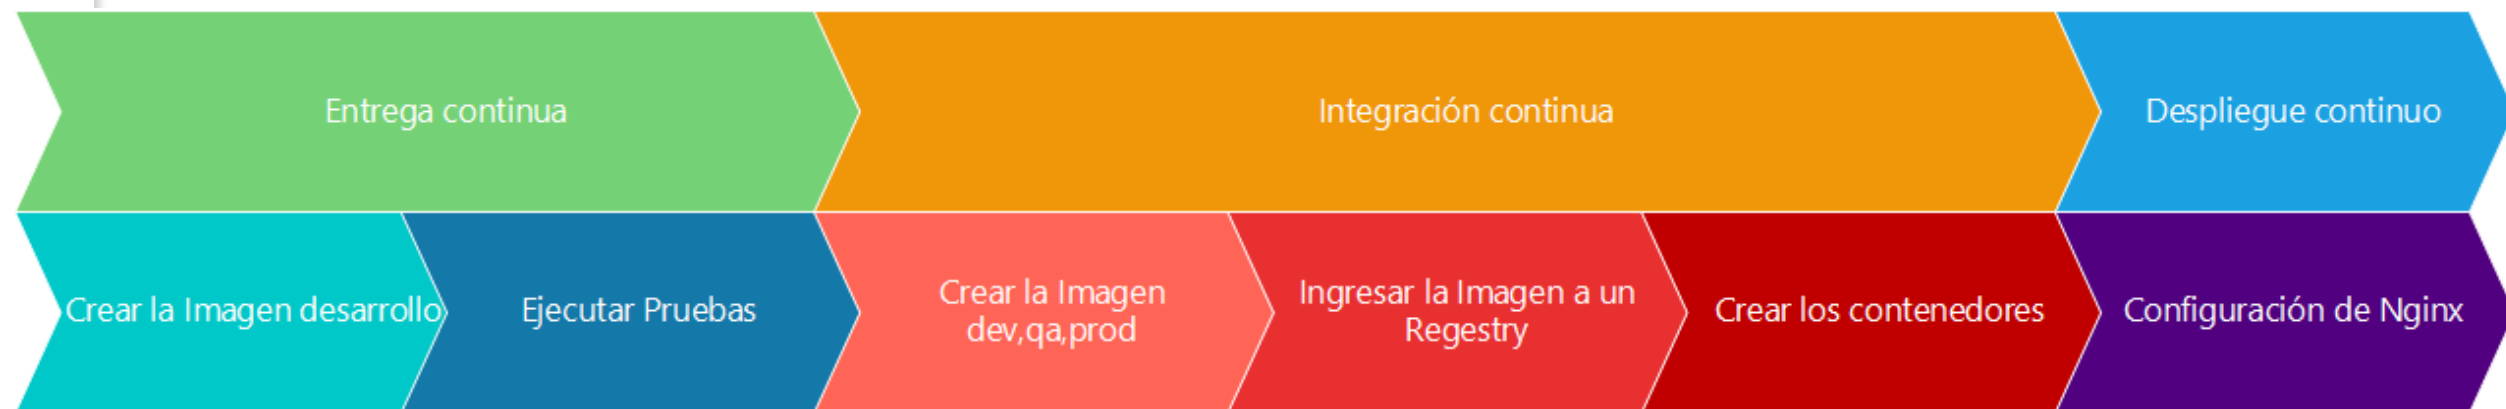 Entrega continua
Integración continua
Despliegue continuo
Crear la Imagen desarrollo
Ejecutar Pruebas
Crear la Imagen
dev,qa,prod
Ingresar la Imagen a un
Regestry
Crear los contenedores
Configuración de Nginx